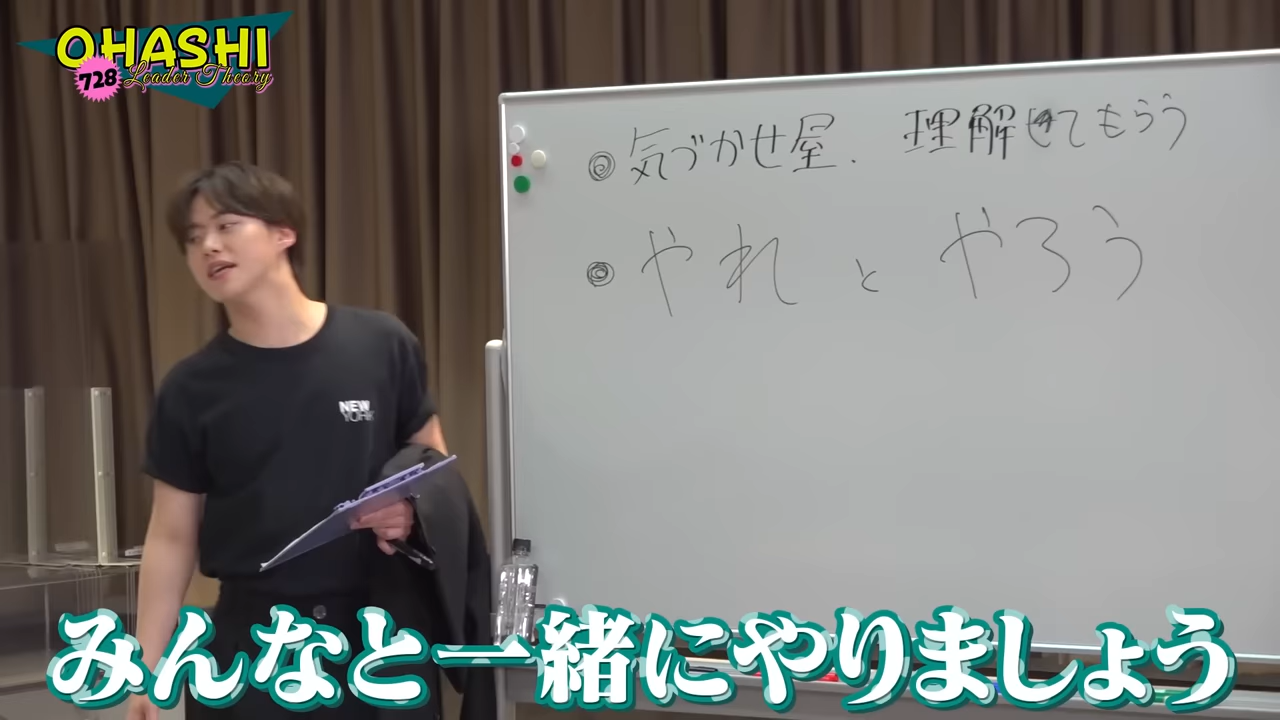 OHASHI
728 Leader Theory
◎気づかせ屋. 理解してもらう
◎やれとやろう
NEW
YORK
みんなと一緒にやりましょう